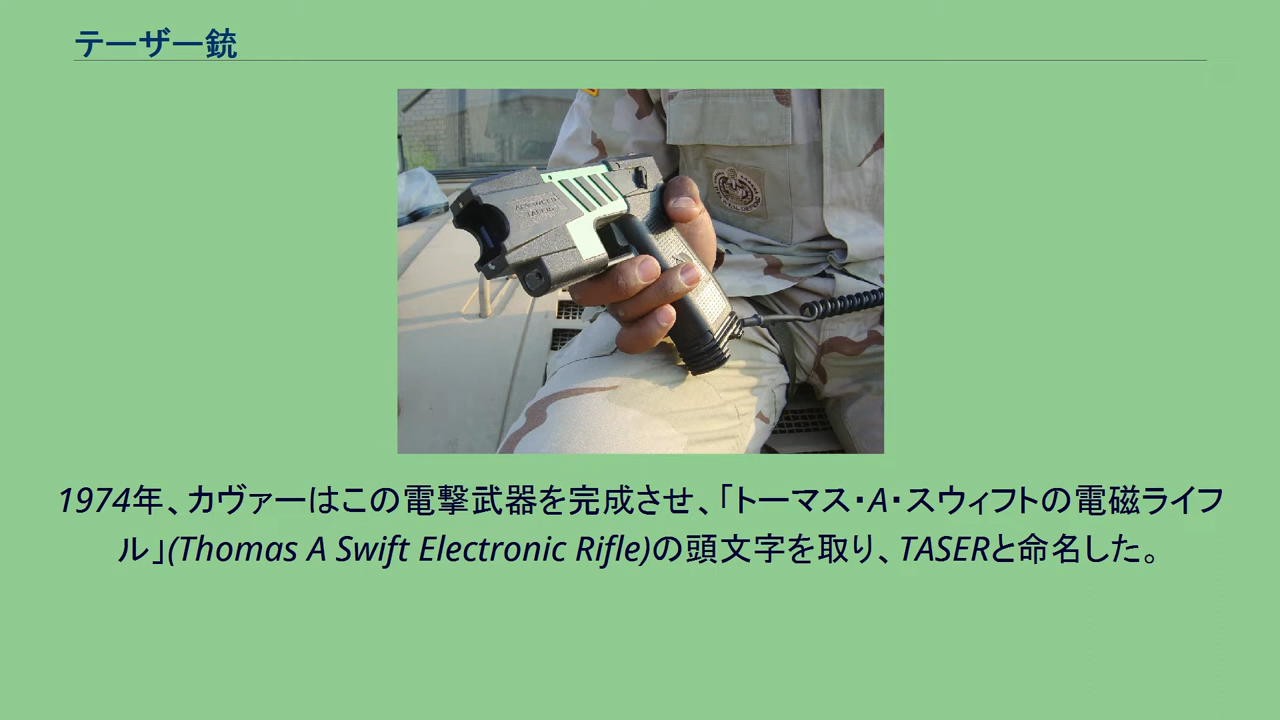 テーザー銃
ADVANCED
TASER
1974年、カヴァーはこの電撃武器を完成させ、「トーマス・A・スウィフトの電磁ライフ
ル」(Thomas A Swift Electronic Rifle)の頭文字を取り、TASERと命名した。